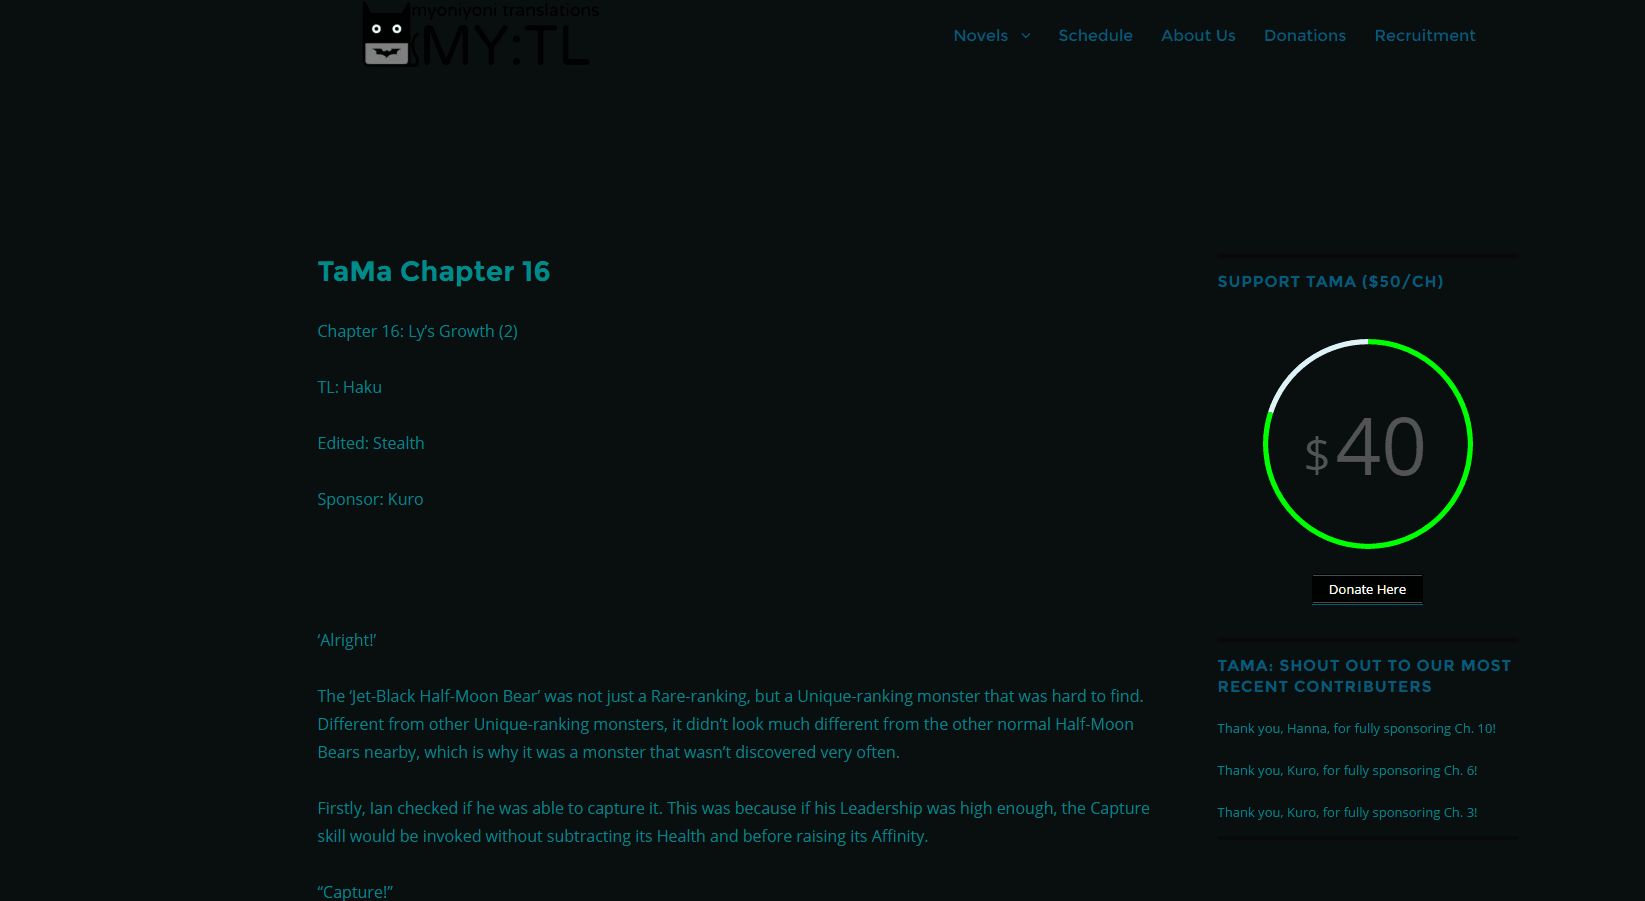 myoniyoni translations
MY:TL
Novels
Schedule
About Us
Donations
Recruitment
TaMa Chapter 16
Chapter 16: Ly’s Growth (2)
TL: Haku
Edited: Stealth
Sponsor: Kuro
‘Alright!’
The ‘Jet-Black Half-Moon Bear’ was not just a Rare-ranking, but a Unique-ranking monster that was hard to find.
Different from other Unique-ranking monsters, it didn’t look much different from the other normal Half-Moon
Bears nearby, which is why it was a monster that wasn’t discovered very often.
Firstly, Ian checked if he was able to capture it. This was because if his Leadership was high enough, the Capture
skill would be invoked without subtracting its Health and before raising its Affinity.
“Capture!”
SUPPORT TAMA ($50/CH)
$40
Donate Here
TAMA: SHOUT OUT TO OUR MOST
RECENT CONTRIBUTERS
Thank you, Hanna, for fully sponsoring Ch. 10!
Thank you, Kuro, for fully sponsoring Ch. 6!
Thank you, Kuro, for fully sponsoring Ch. 3!